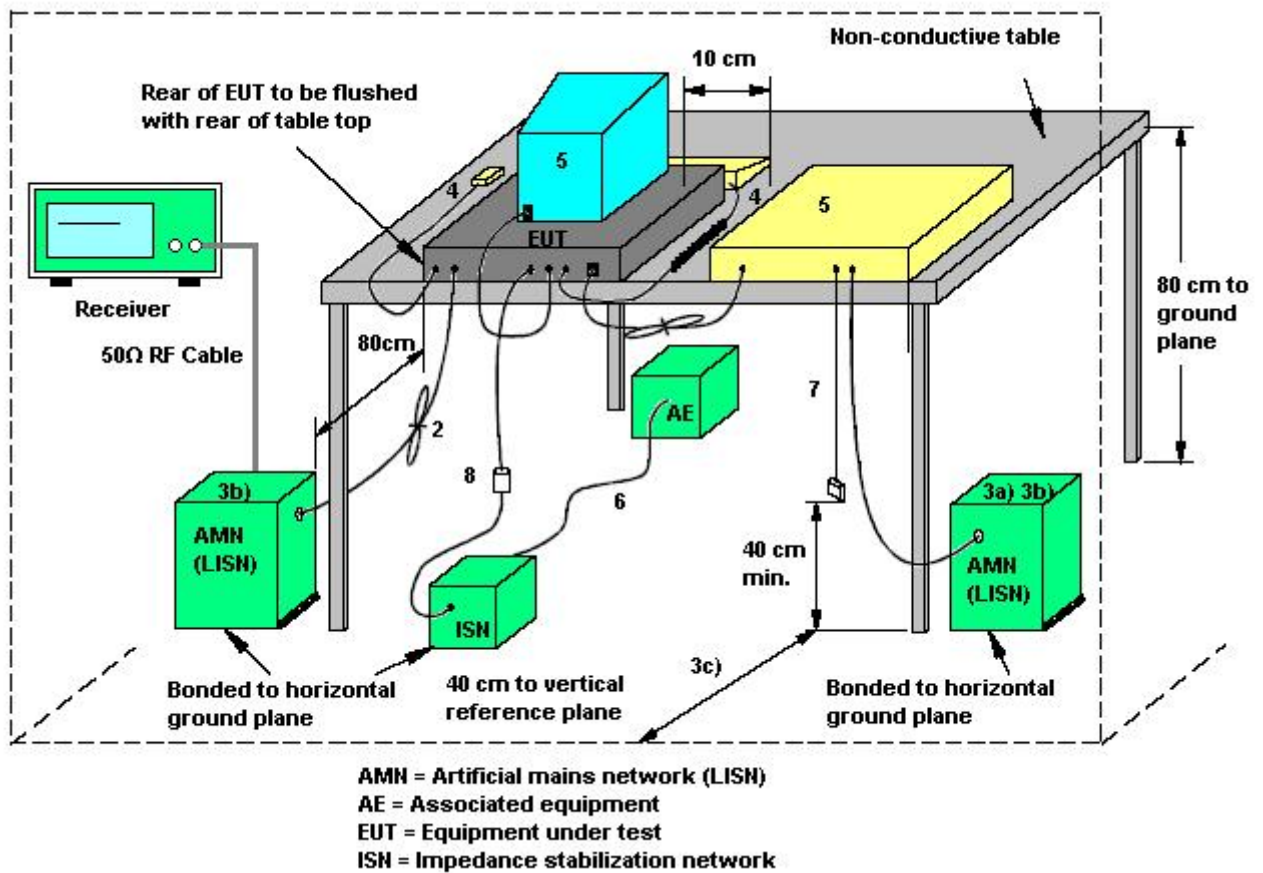 Non-conductive table
10 cm
Rear of EUT to be flushed
with rear of table top
5
4
4
5
EUT
Receiver
80 cm to
ground
plane
50Ω RF Cable
80cm
7
AE
2
8
3b)
3a) 3b)
6
AMN
(LISN)
40 cm
min.
AMN
(LISN)
ISN
3c)
Bonded to horizontal
ground plane
40 cm to vertical
reference plane
Bonded to horizontal
ground plane
AMN = Artificial mains network (LISN)
AE = Associated equipment
EUT = Equipment under test
ISN = Impedance stabilization network